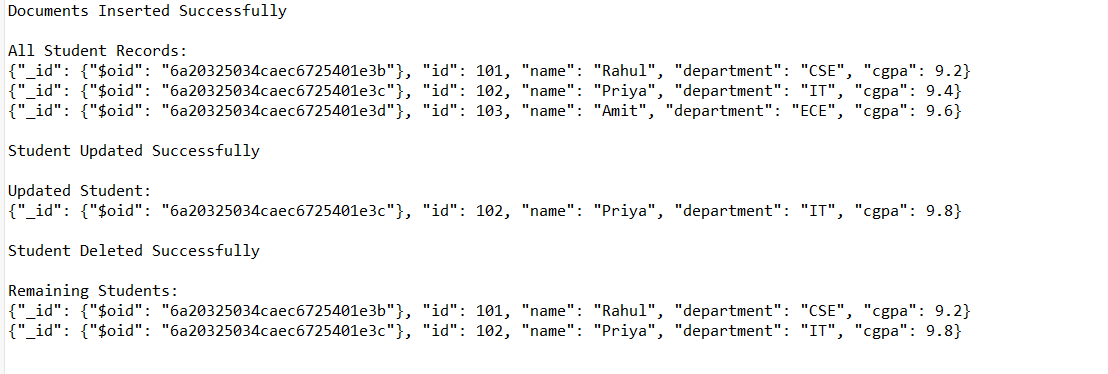 Documents Inserted Successfully
All Student Records:
{"_id": {"$oid": "6a20325034caec6725401e3b"}, "id": 101, "name": "Rahul", "department": "CSE", "cgpa": 9.2}
{"_id": {"$oid": "6a20325034caec6725401e3c"}, "id": 102, "name": "Priya", "department": "IT", "cgpa": 9.4}
{"_id": {"$oid": "6a20325034caec6725401e3d"}, "id": 103, "name": "Amit", "department": "ECE", "cgpa": 9.6}
Student Updated Successfully
Updated Student:
{"_id": {"$oid": "6a20325034caec6725401e3c"}, "id": 102, "name": "Priya", "department": "IT", "cgpa": 9.8}
Student Deleted Successfully
Remaining Students:
{"_id": {"$oid": "6a20325034caec6725401e3b"}, "id": 101, "name": "Rahul", "department": "CSE", "cgpa": 9.2}
{"_id": {"$oid": "6a20325034caec6725401e3c"}, "id": 102, "name": "Priya", "department": "IT", "cgpa": 9.8}